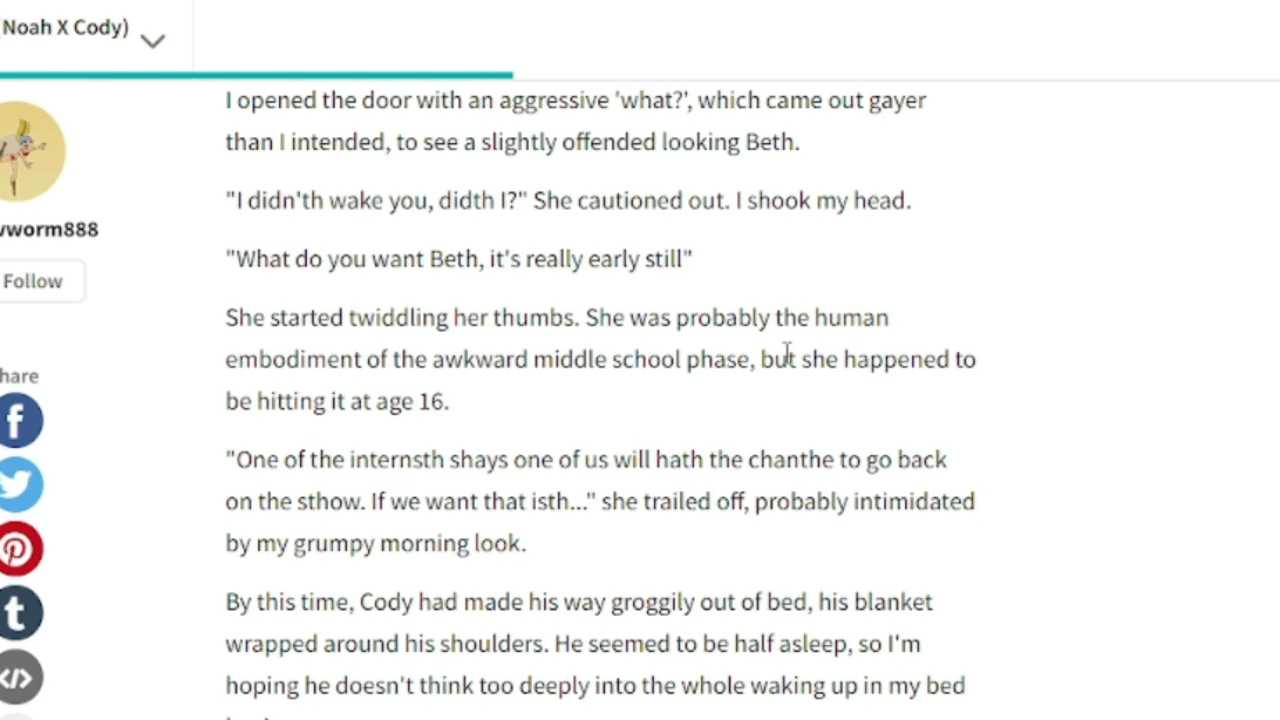 (Noah X Cody)
I opened the door with an aggressive 'what?', which came out gayer
than I intended, to see a slightly offended looking Beth.
"I didn'th wake you, didth I?" She cautioned out. I shook my head.
"What do you want Beth, it's really early still"
She started twiddling her thumbs. She was probably the human
embodiment of the awkward middle school phase, but she happened to
be hitting it at age 16.
"One of the internsth shays one of us will hath the chanthe to go back
on the sthow. If we want that isth..." she trailed off, probably intimidated
by my grumpy morning look.
By this time, Cody had made his way groggily out of bed, his blanket
wrapped around his shoulders. He seemed to be half asleep, so I'm
hoping he doesn't think too deeply into the whole waking up in my bed
worm888
Follow
hare